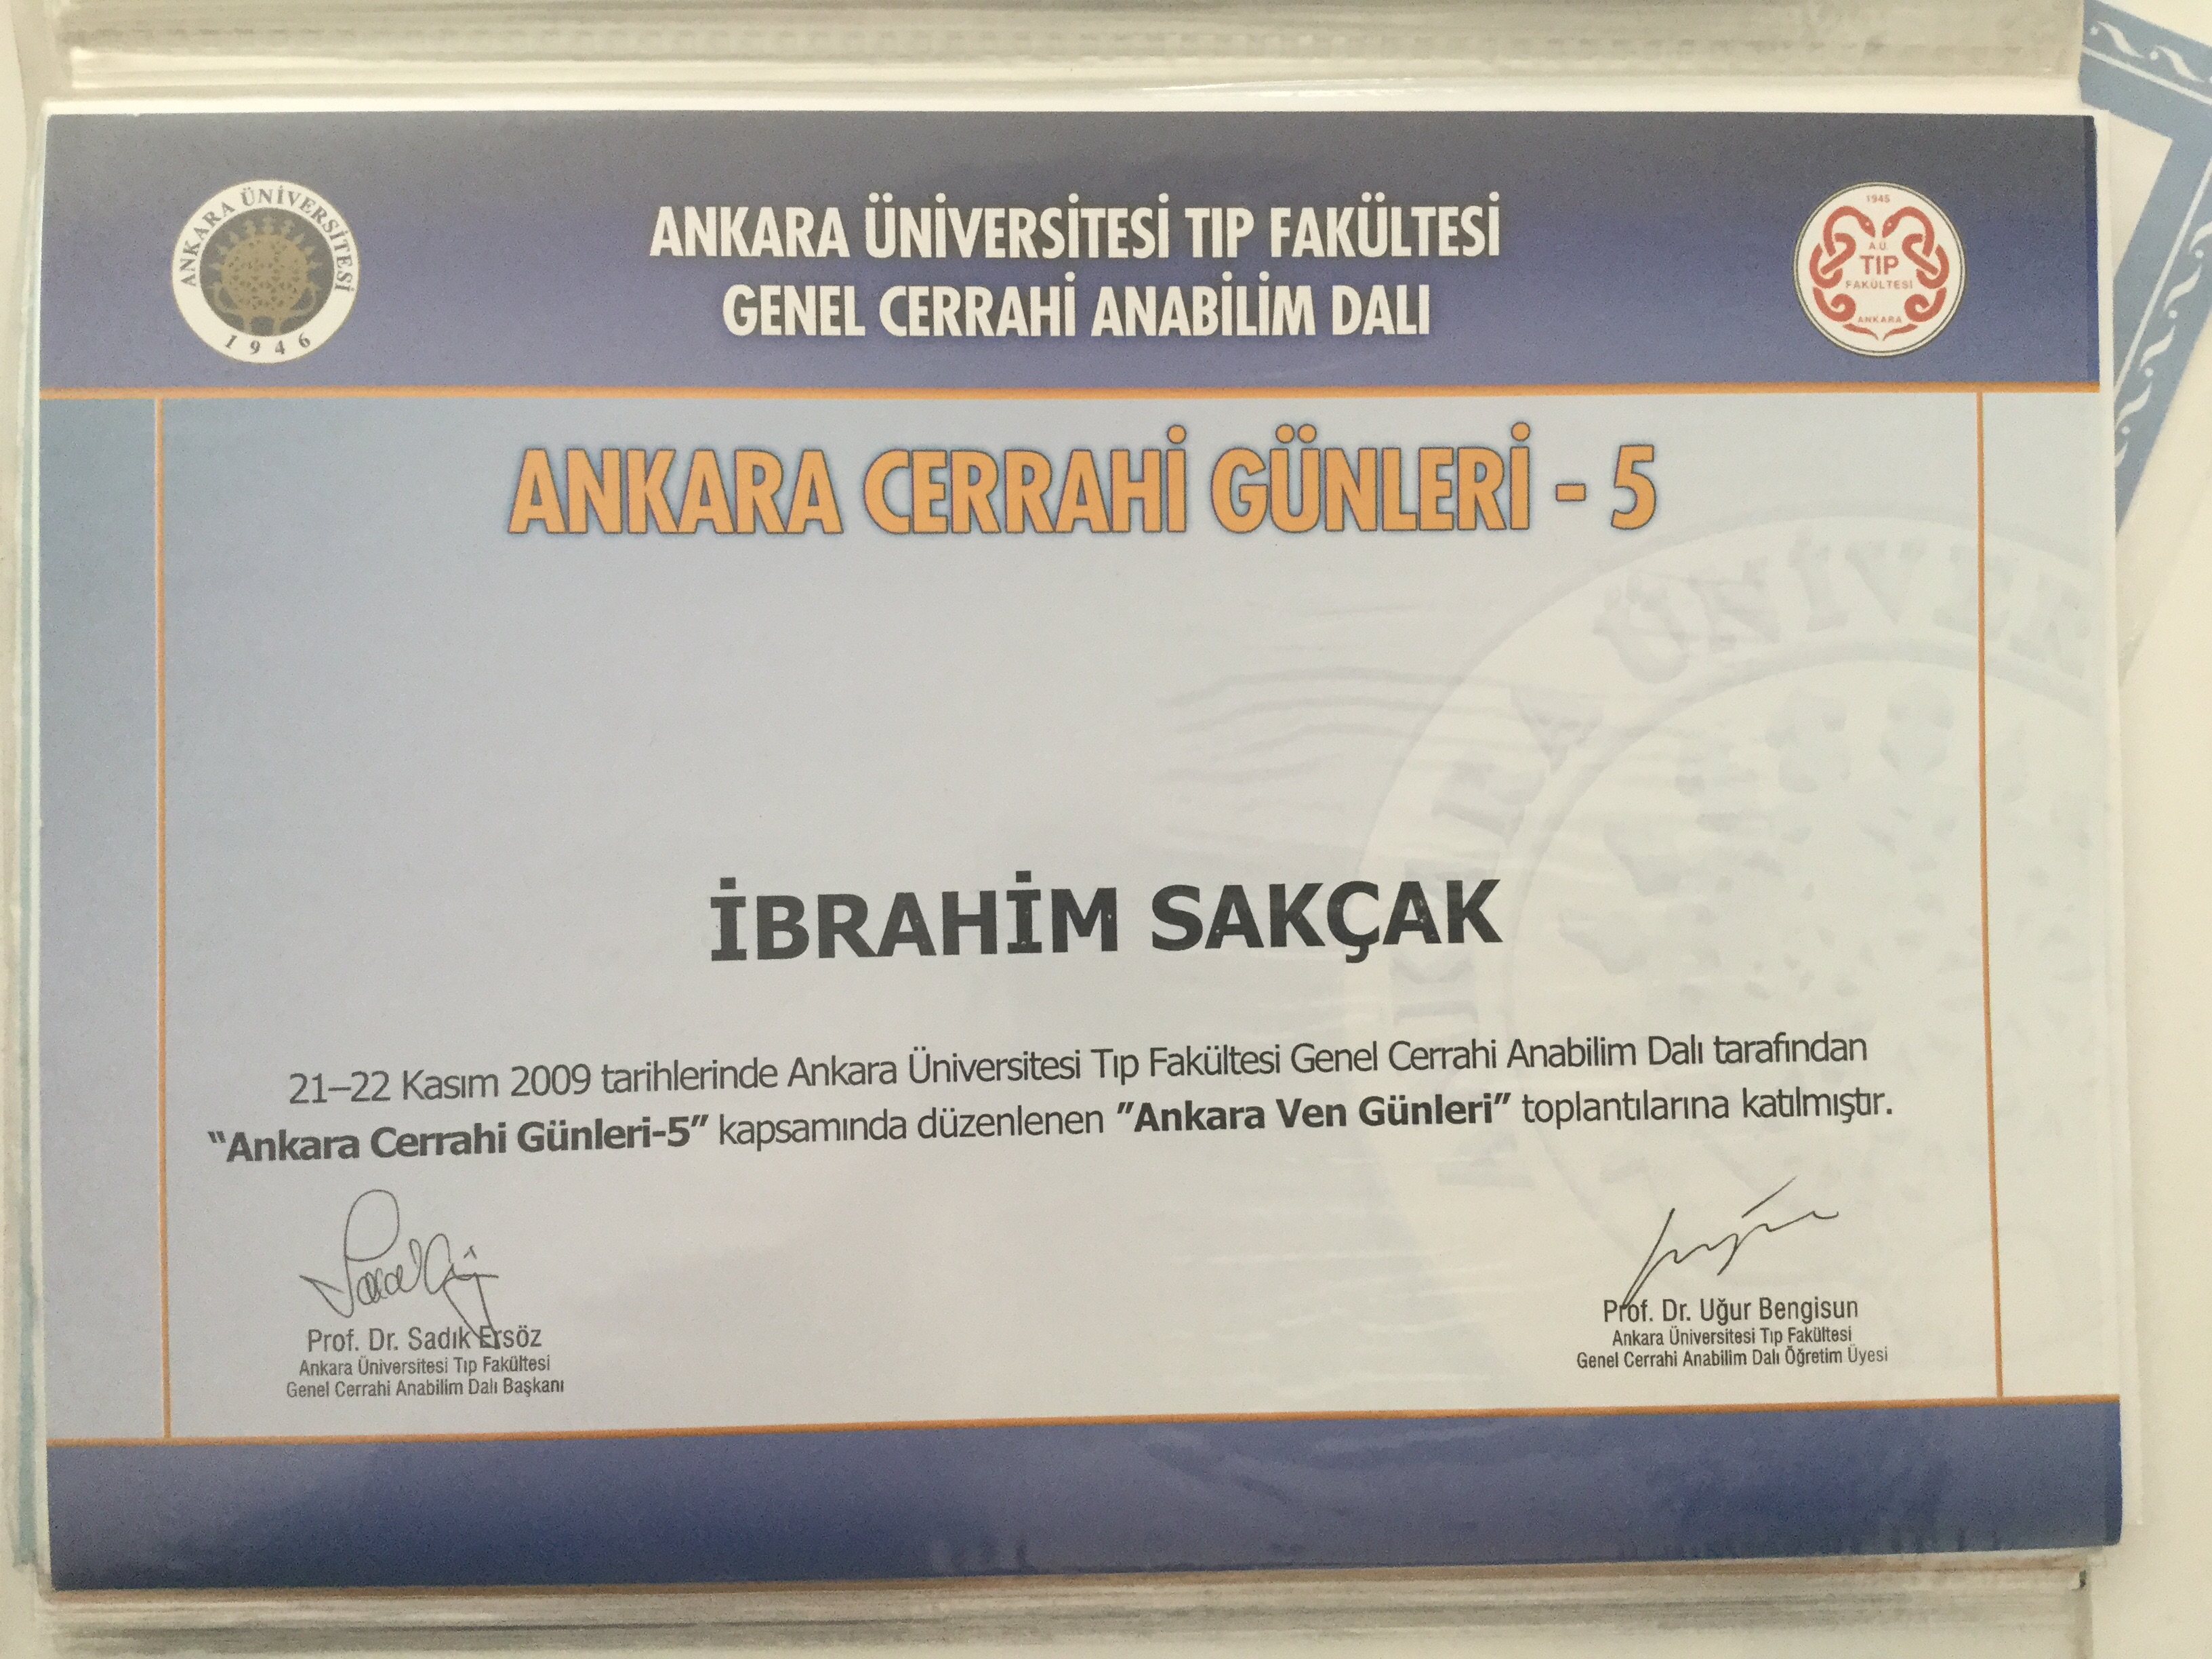 ANKARA ÜNİVERSİTESİ
1946
ANKARA ÜNİVERSİTESİ TIP FAKÜLTESİ
GENEL CERRAHİ ANABİLİM DALI
1945
A.Ü.
TIP
FAKÜLTESİ
ANKARA
ANKARA CERRAHİ GÜNLERİ - 5
İBRAHİM SAKÇAK
21–22 Kasım 2009 tarihlerinde Ankara Üniversitesi Tıp Fakültesi Genel Cerrahi Anabilim Dalı tarafından
“Ankara Cerrahi Günleri-5” kapsamında düzenlenen ”Ankara Ven Günleri” toplantılarına katılmıştır.
Prof. Dr. Sadık Ersöz
Ankara Üniversitesi Tıp Fakültesi
Genel Cerrahi Anabilim Dalı Başkanı
Prof. Dr. Uğur Bengisun
Ankara Üniversitesi Tıp Fakültesi
Genel Cerrahi Anabilim Dalı Öğretim Üyesi